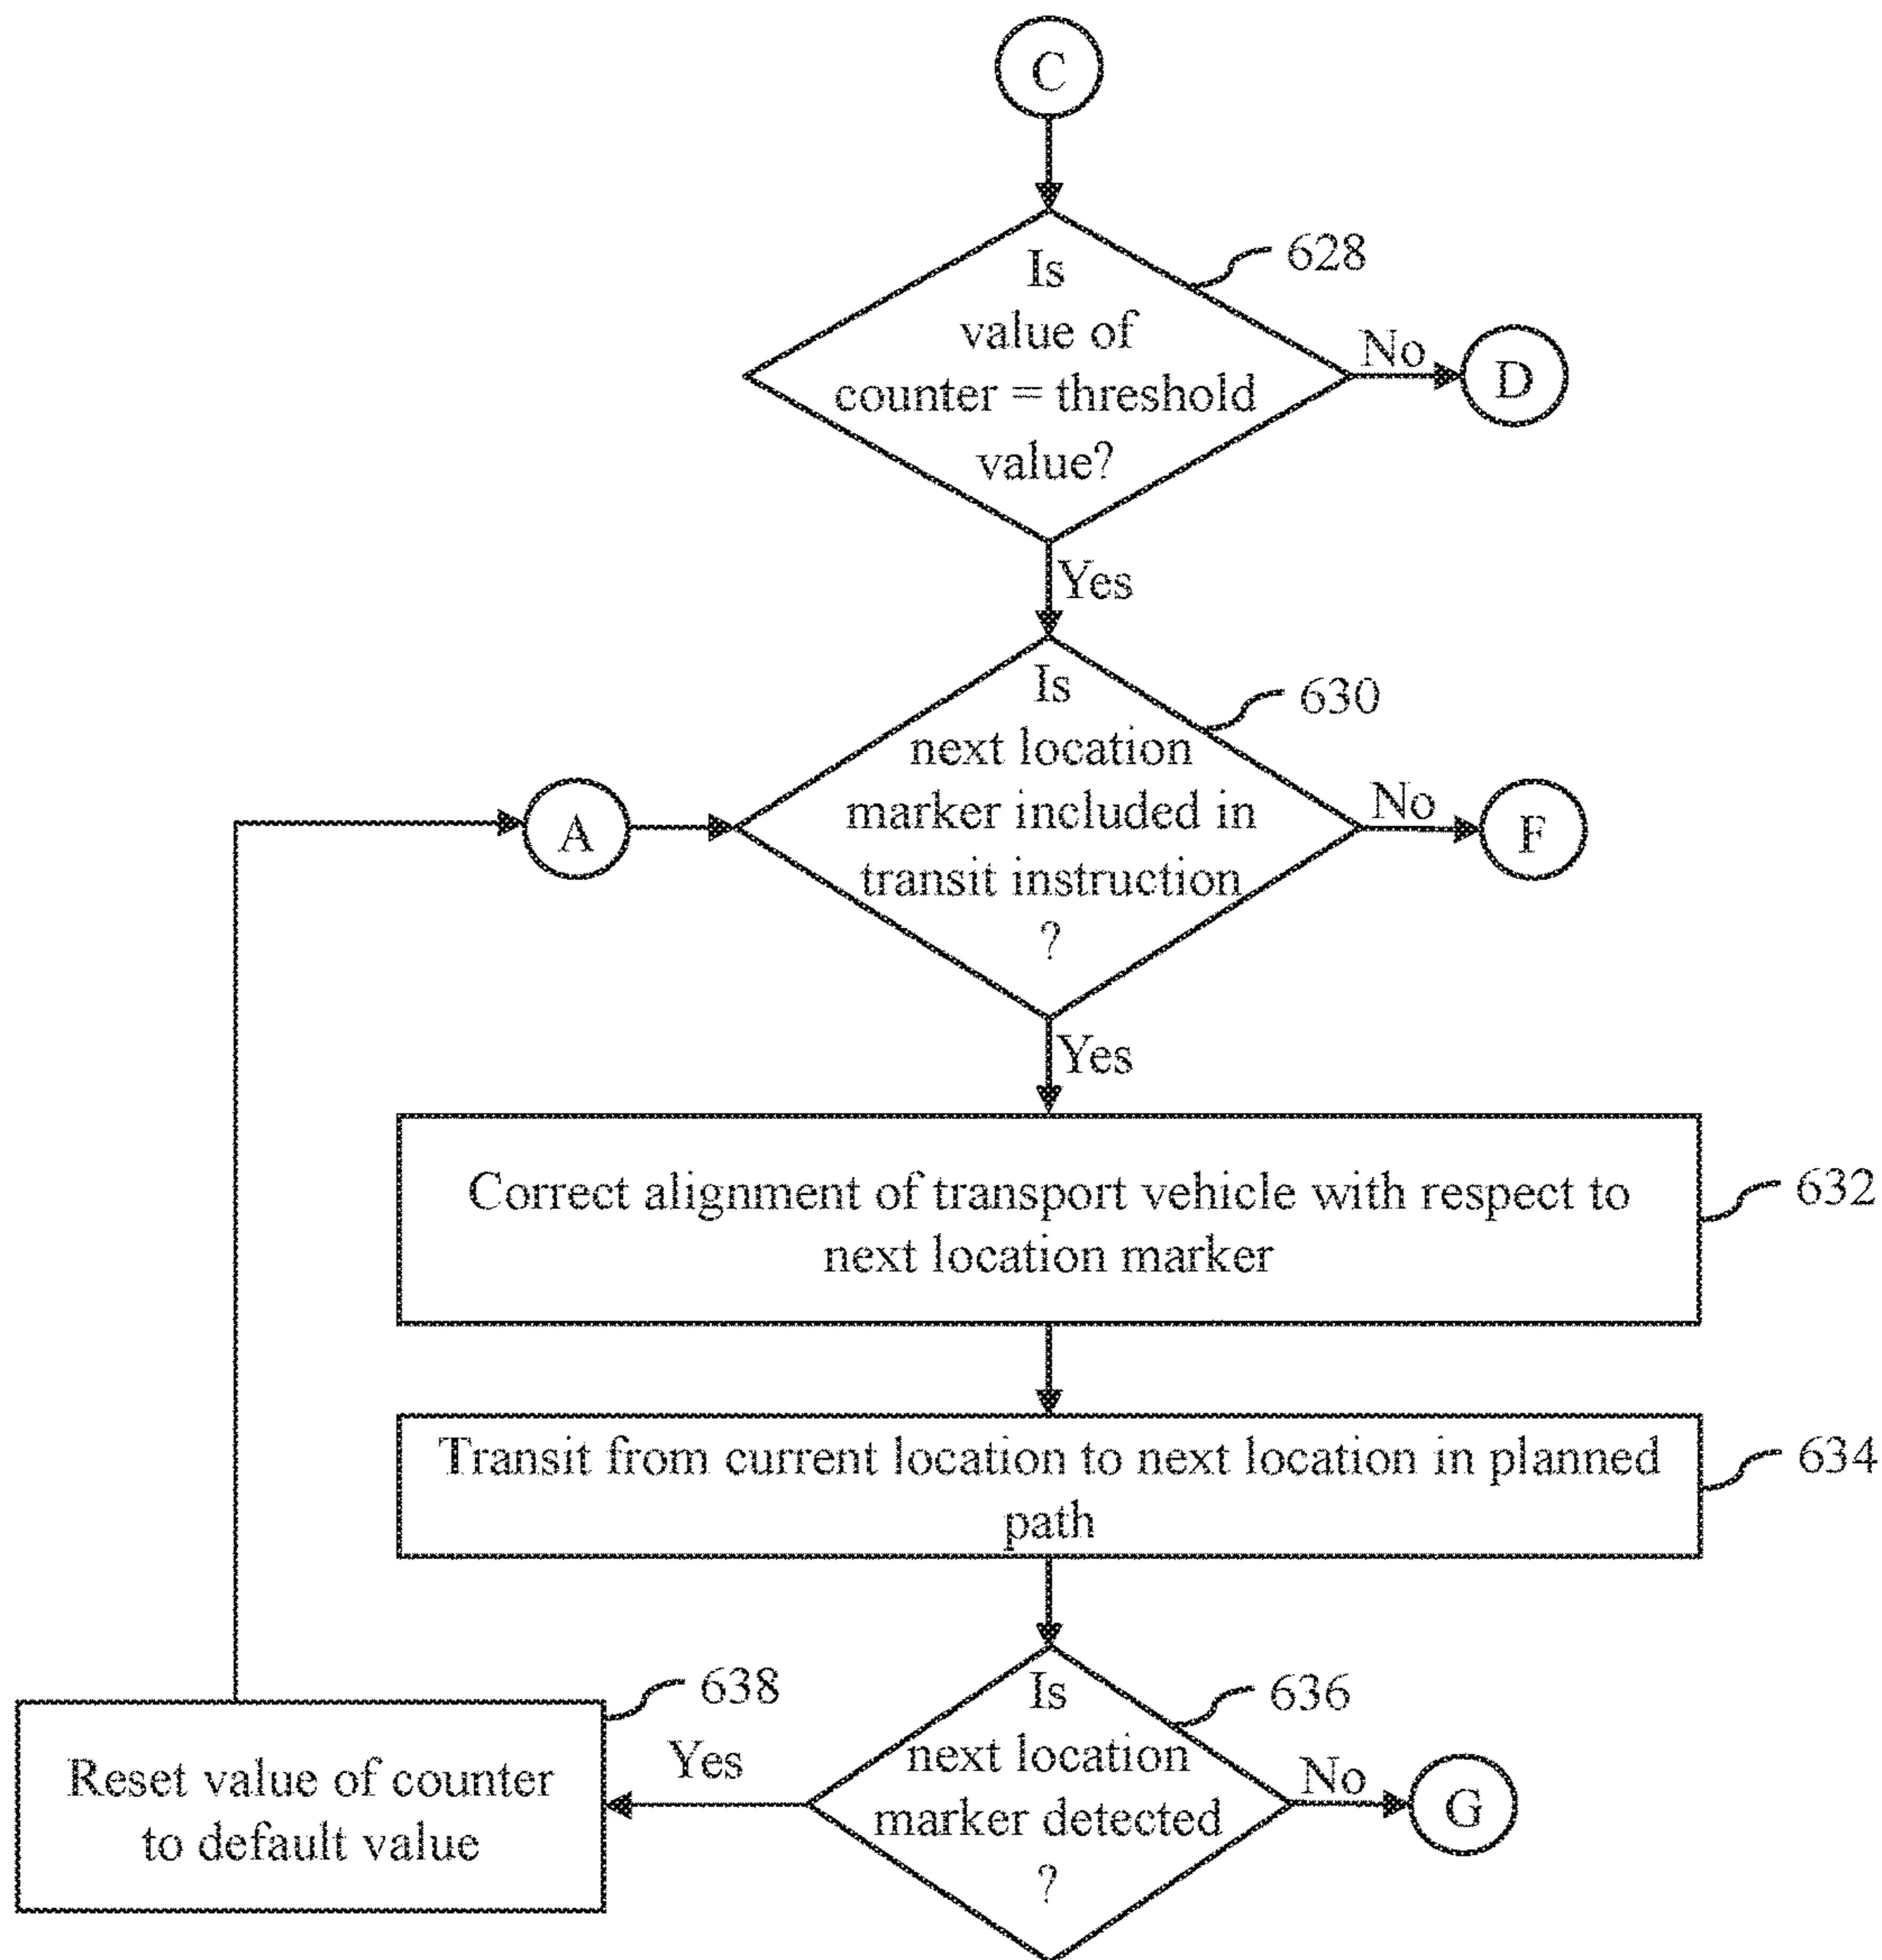 C
628
Is
value of
counter = threshold
value?
No
D
Yes
630
Is
next location
marker included in
transit instruction
?
A
No
F
Yes
Correct alignment of transport vehicle with respect to
next location marker
632
Transit from current location to next location in planned
path
634
638
Reset value of counter
to default value
Yes
636
Is
next location
marker detected
?
No
G